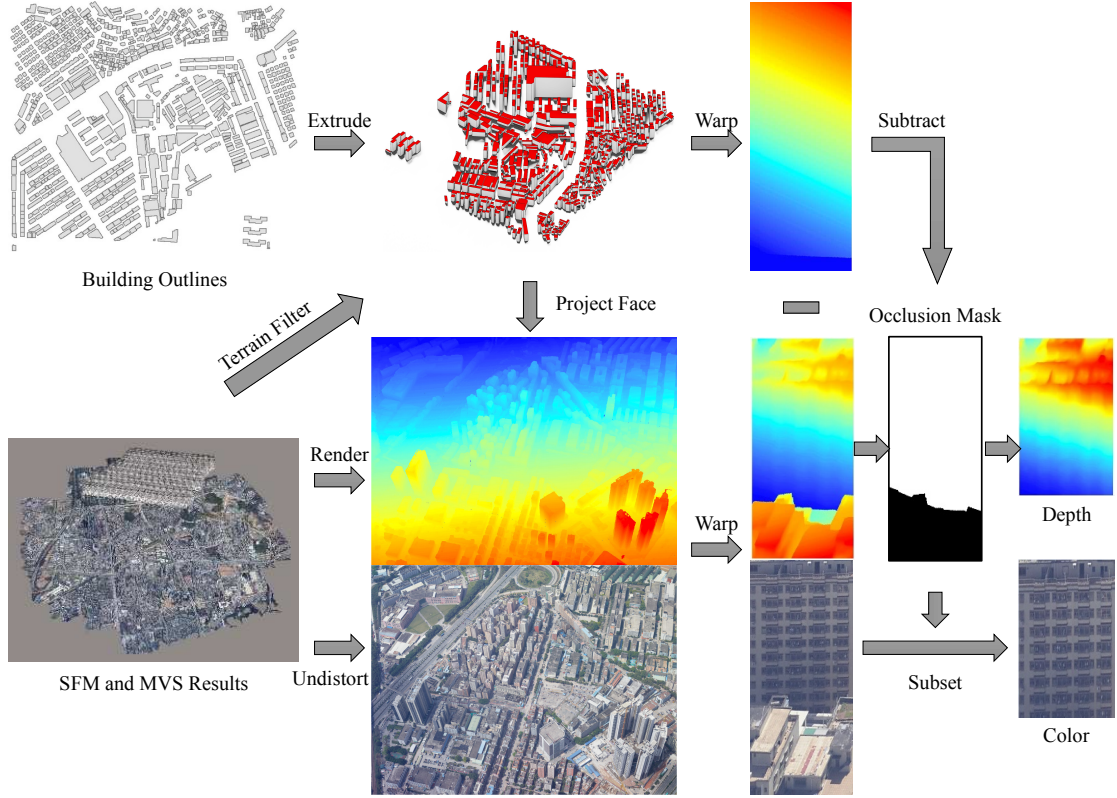 Extrude
Warp
Subtract
Building Outlines
Project Face
Occlusion Mask
Terrain Filter
Render
Warp
Depth
SFM and MVS Results
Undistort
Subset
Color